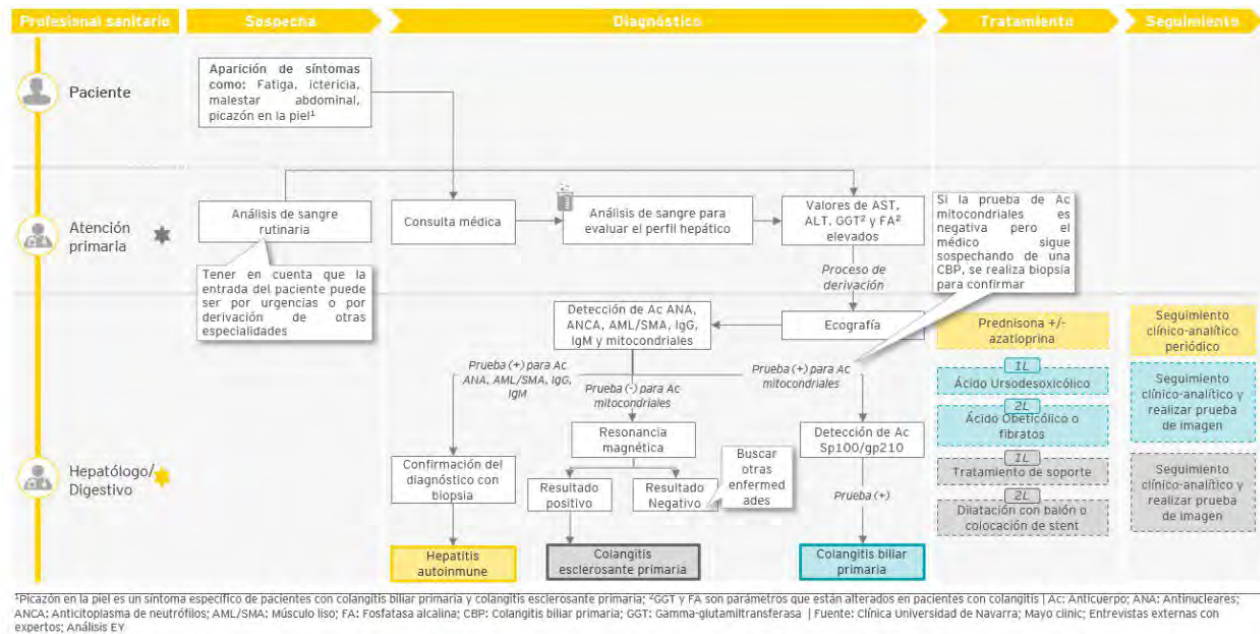 Profesional sanitario
Sospecha
Diagnóstico
Tratamiento
Seguimiento
Paciente
Aparición de síntomas
como: Fatiga, ictericia,
malestar abdominal,
picazón en la piel¹
Atención
primaria
Análisis de sangre
rutinaria
Consulta médica
Análisis de sangre para
evaluar el perfil hepático
Valores de AST,
ALT, GGT² y FA²
elevados
Si la prueba de Ac
mitocondriales es
negativa pero el
médico sigue
sospechando de una
CBP, se realiza biopsia
para confirmar
Tener en cuenta que la
entrada del paciente puede
ser por urgencias o por
derivación de otras
especialidades
Proceso de
derivación
Hepatólogo/
Digestivo
Detección de Ac ANA,
ANCA, AML/SMA, IgG,
IgM y mitocondriales
Ecografía
Prueba (+) para Ac
ANA, AML/SMA, IgG,
IgM
Prueba (-) para Ac
mitocondriales
Prueba (+) para Ac
mitocondriales
Resonancia
magnética
Detección de Ac
Sp100/gp210
Confirmación del
diagnóstico con
biopsia
Resultado
positivo
Resultado
Negativo
Buscar
otras
enfermed
ades
Prueba (+)
Hepatitis
autoinmune
Colangitis
esclerosante primaria
Colangitis biliar
primaria
Prednisona +/-
azatioprina
1L
Ácido Ursodesoxicólico
2L
Ácido Obeticólico o
fibratos
1L
Tratamiento de soporte
2L
Dilatación con balón o
colocación de stent
Seguimiento
clínico-analítico
periódico
Seguimiento
clínico-analítico y
realizar prueba
de imagen
Seguimiento
clínico-analítico y
realizar prueba
de imagen
¹Picazón en la piel es un síntoma específico de pacientes con colangitis biliar primaria y colangitis esclerosante primaria; ²GGT y FA son parámetros que están alterados en pacientes con colangitis | Ac: Anticuerpo; ANA: Antinucleares;
ANCA: Anticitoplasma de neutrófilos; AML/SMA: Músculo liso; FA: Fosfatasa alcalina; CBP: Colangitis biliar primaria; GGT: Gamma-glutamiltransferasa | Fuente: Clínica Universidad de Navarra; Mayo clinic; Entrevistas externas con
expertos; Análisis EY